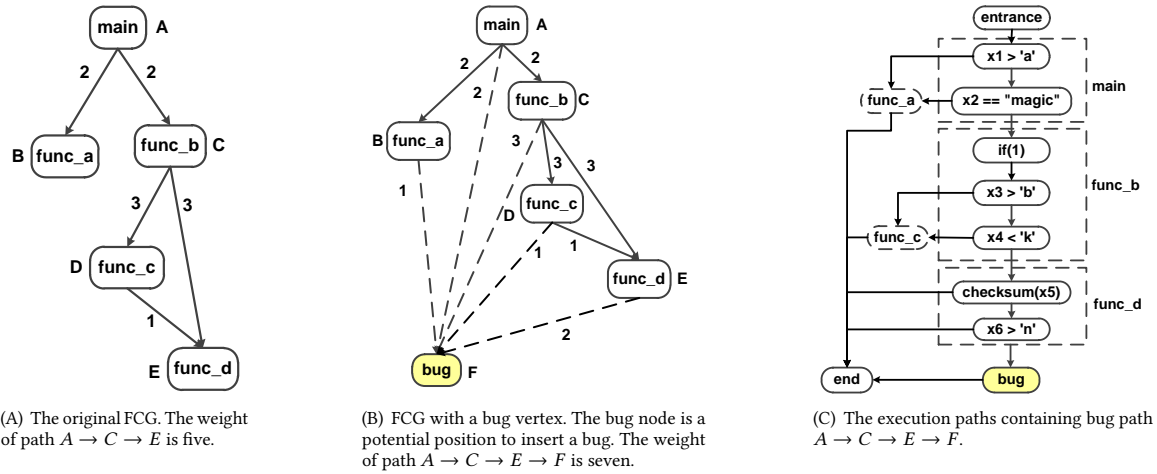 main A
2 2
B func_a
func_b C
3 3
D func_c
1
E func_d
(A) The original FCG. The weight
of path A → C → E is five.
main A
2 2
2
func_b C
B func_a
3 3 3
1
func_c
D
1 1
func_d E
2
bug F
(B) FCG with a bug vertex. The bug node is a
potential position to insert a bug. The weight
of path A → C → E → F is seven.
entrance
x1 > 'a'
main
func_a
x2 == "magic"
if(1)
func_b
x3 > 'b'
func_c
x4 < 'k'
checksum(x5)
func_d
x6 > 'n'
end
bug
(C) The execution paths containing bug path
A → C → E → F.